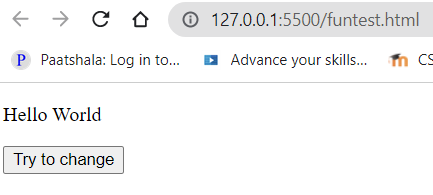 127.0.0.1:5500/funtest.html
P Paatshala: Log in to... Advance your skills... CS
Hello World
Try to change